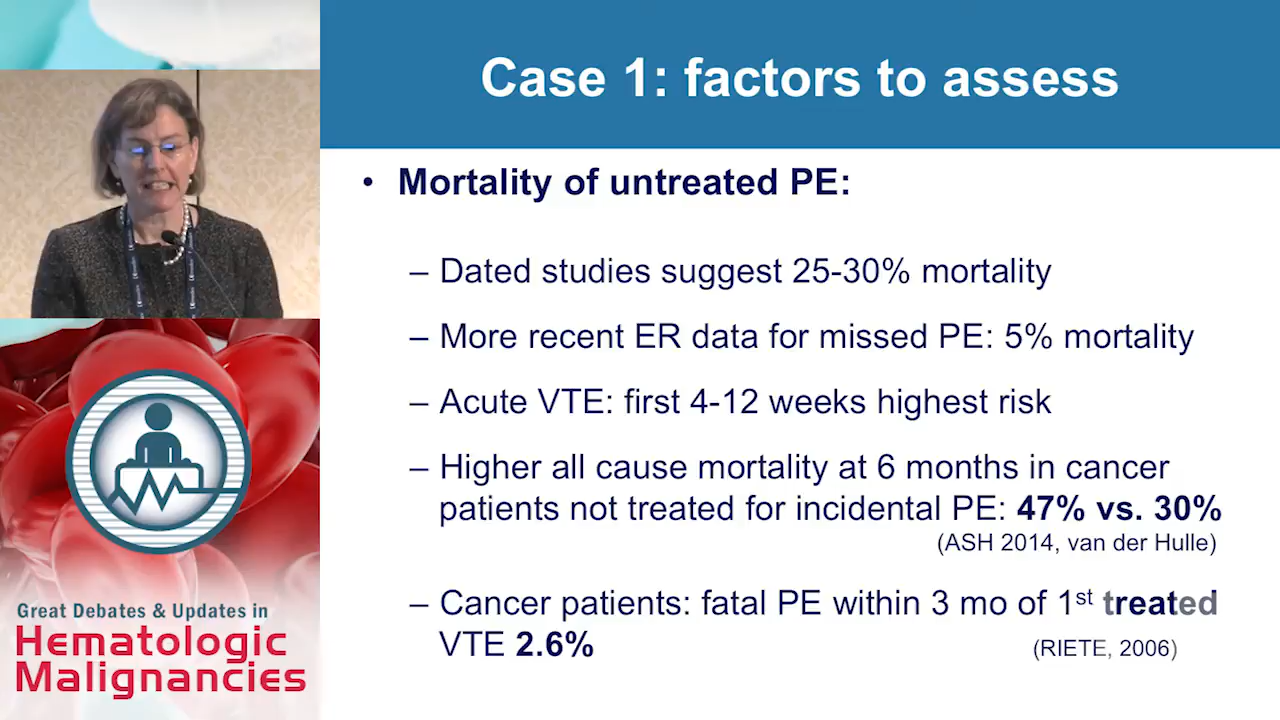 Case 1: factors to assess
• Mortality of untreated PE:
– Dated studies suggest 25-30% mortality
– More recent ER data for missed PE: 5% mortality
– Acute VTE: first 4-12 weeks highest risk
– Higher all cause mortality at 6 months in cancer
patients not treated for incidental PE: 47% vs. 30%
(ASH 2014, van der Hulle)
– Cancer patients: fatal PE within 3 mo of 1st treated
VTE 2.6%
(RIETE, 2006)
Great Debates & Updates in
Hematologic
Malignancies